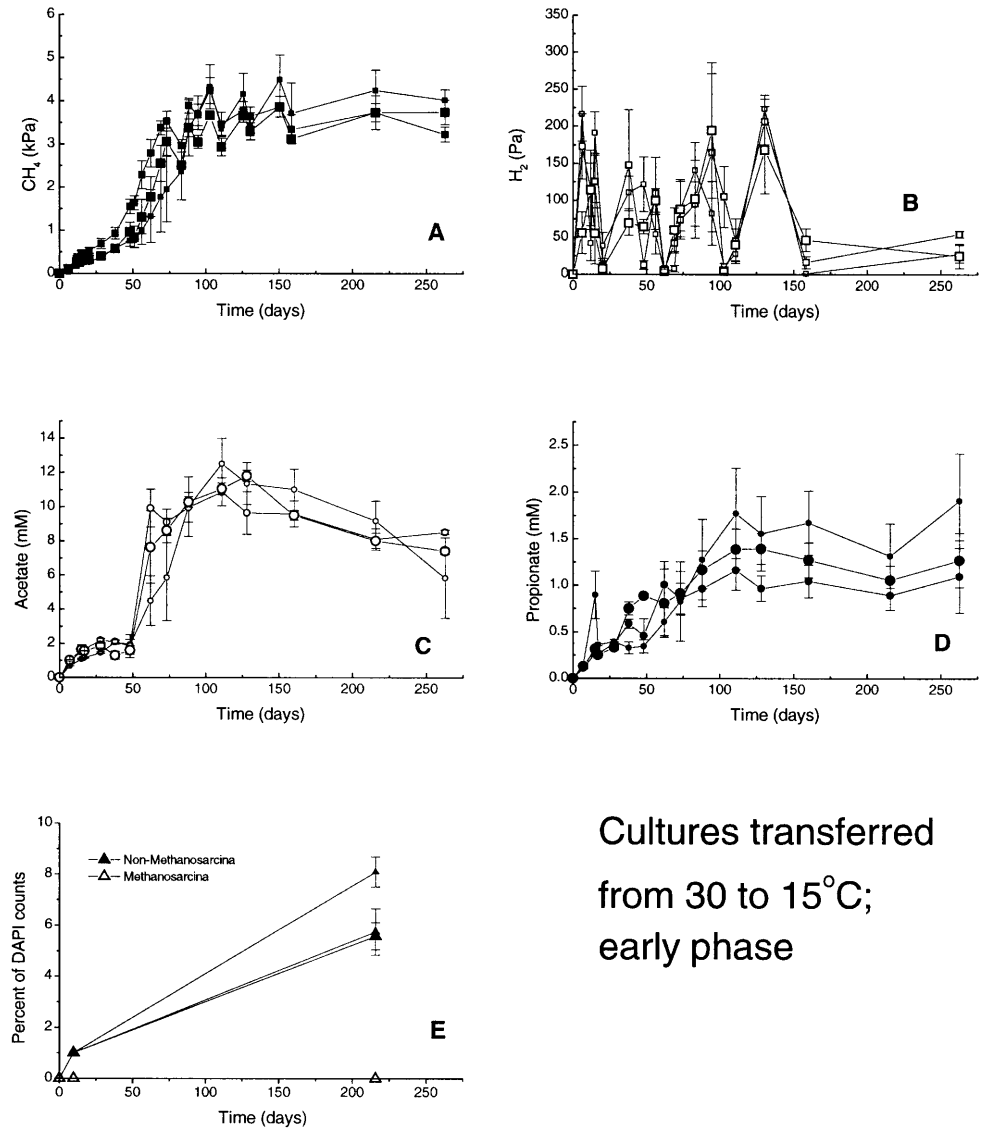 6
5
4
3
2
1
0
CH₄ (kPa)
A
0 50 100 150 200 250
Time (days)
350
300
250
200
150
100
50
0
H₂ (Pa)
B
0 50 100 150 200 250
Time (days)
14
12
10
8
6
4
2
0
Acetate (mM)
C
0 50 100 150 200 250
Time (days)
2.5
2.0
1.5
1.0
0.5
0.0
Propionate (mM)
D
0 50 100 150 200 250
Time (days)
10
8
6
4
2
0
Percent of DAPI counts
Non-Methanosarcina
Methanosarcina
E
0 50 100 150 200 250
Time (days)
Cultures transferred
from 30 to 15°C;
early phase